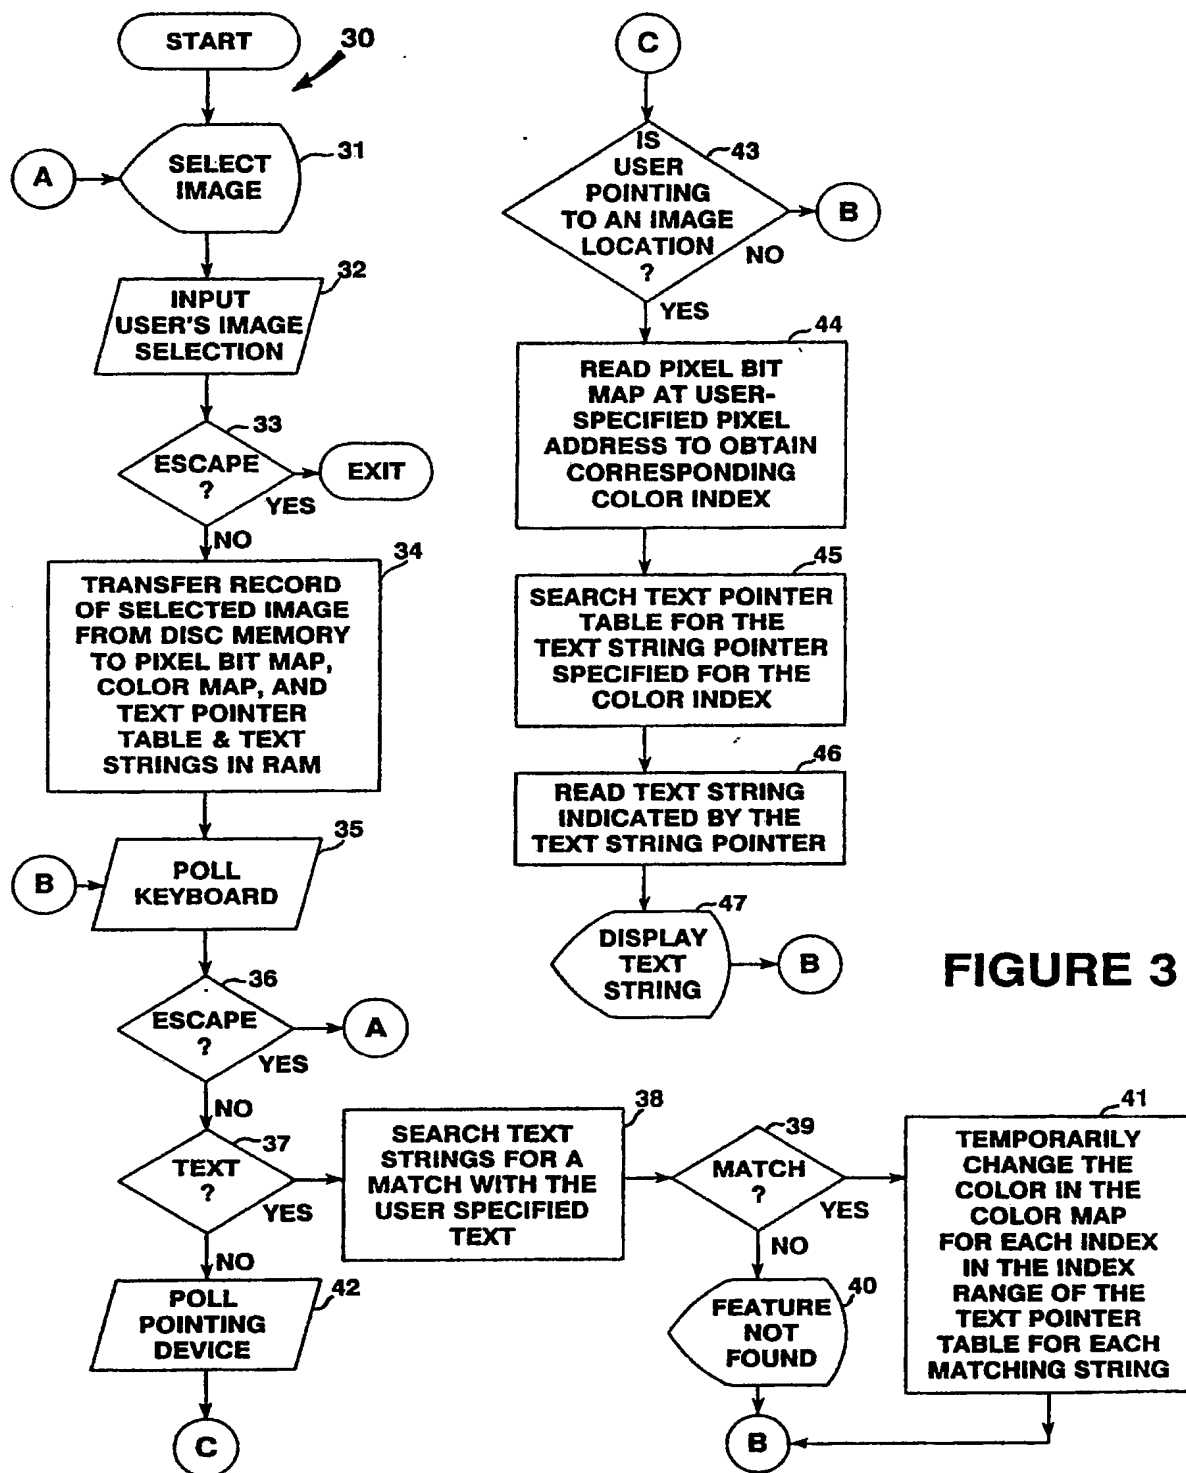 START
30
A
SELECT
IMAGE
31
INPUT
USER'S IMAGE
SELECTION
32
ESCAPE
?
33
YES
EXIT
NO
TRANSFER RECORD
OF SELECTED IMAGE
FROM DISC MEMORY
TO PIXEL BIT MAP,
COLOR MAP, AND
TEXT POINTER
TABLE & TEXT
STRINGS IN RAM
34
B
POLL
KEYBOARD
35
ESCAPE
?
36
YES
A
NO
TEXT
?
37
YES
SEARCH TEXT
STRINGS FOR A
MATCH WITH THE
USER SPECIFIED
TEXT
38
MATCH
?
39
YES
NO
FEATURE
NOT
FOUND
40
B
TEMPORARILY
CHANGE THE
COLOR IN THE
COLOR MAP
FOR EACH INDEX
IN THE INDEX
RANGE OF THE
TEXT POINTER
TABLE FOR EACH
MATCHING STRING
41
NO
POLL
POINTING
DEVICE
42
C
C
IS
USER
POINTING
TO AN IMAGE
LOCATION
?
43
B
NO
YES
READ PIXEL BIT
MAP AT USER-
SPECIFIED PIXEL
ADDRESS TO OBTAIN
CORRESPONDING
COLOR INDEX
44
SEARCH TEXT POINTER
TABLE FOR THE
TEXT STRING POINTER
SPECIFIED FOR THE
COLOR INDEX
45
READ TEXT STRING
INDICATED BY THE
TEXT STRING POINTER
46
DISPLAY
TEXT
STRING
47
B
FIGURE 3